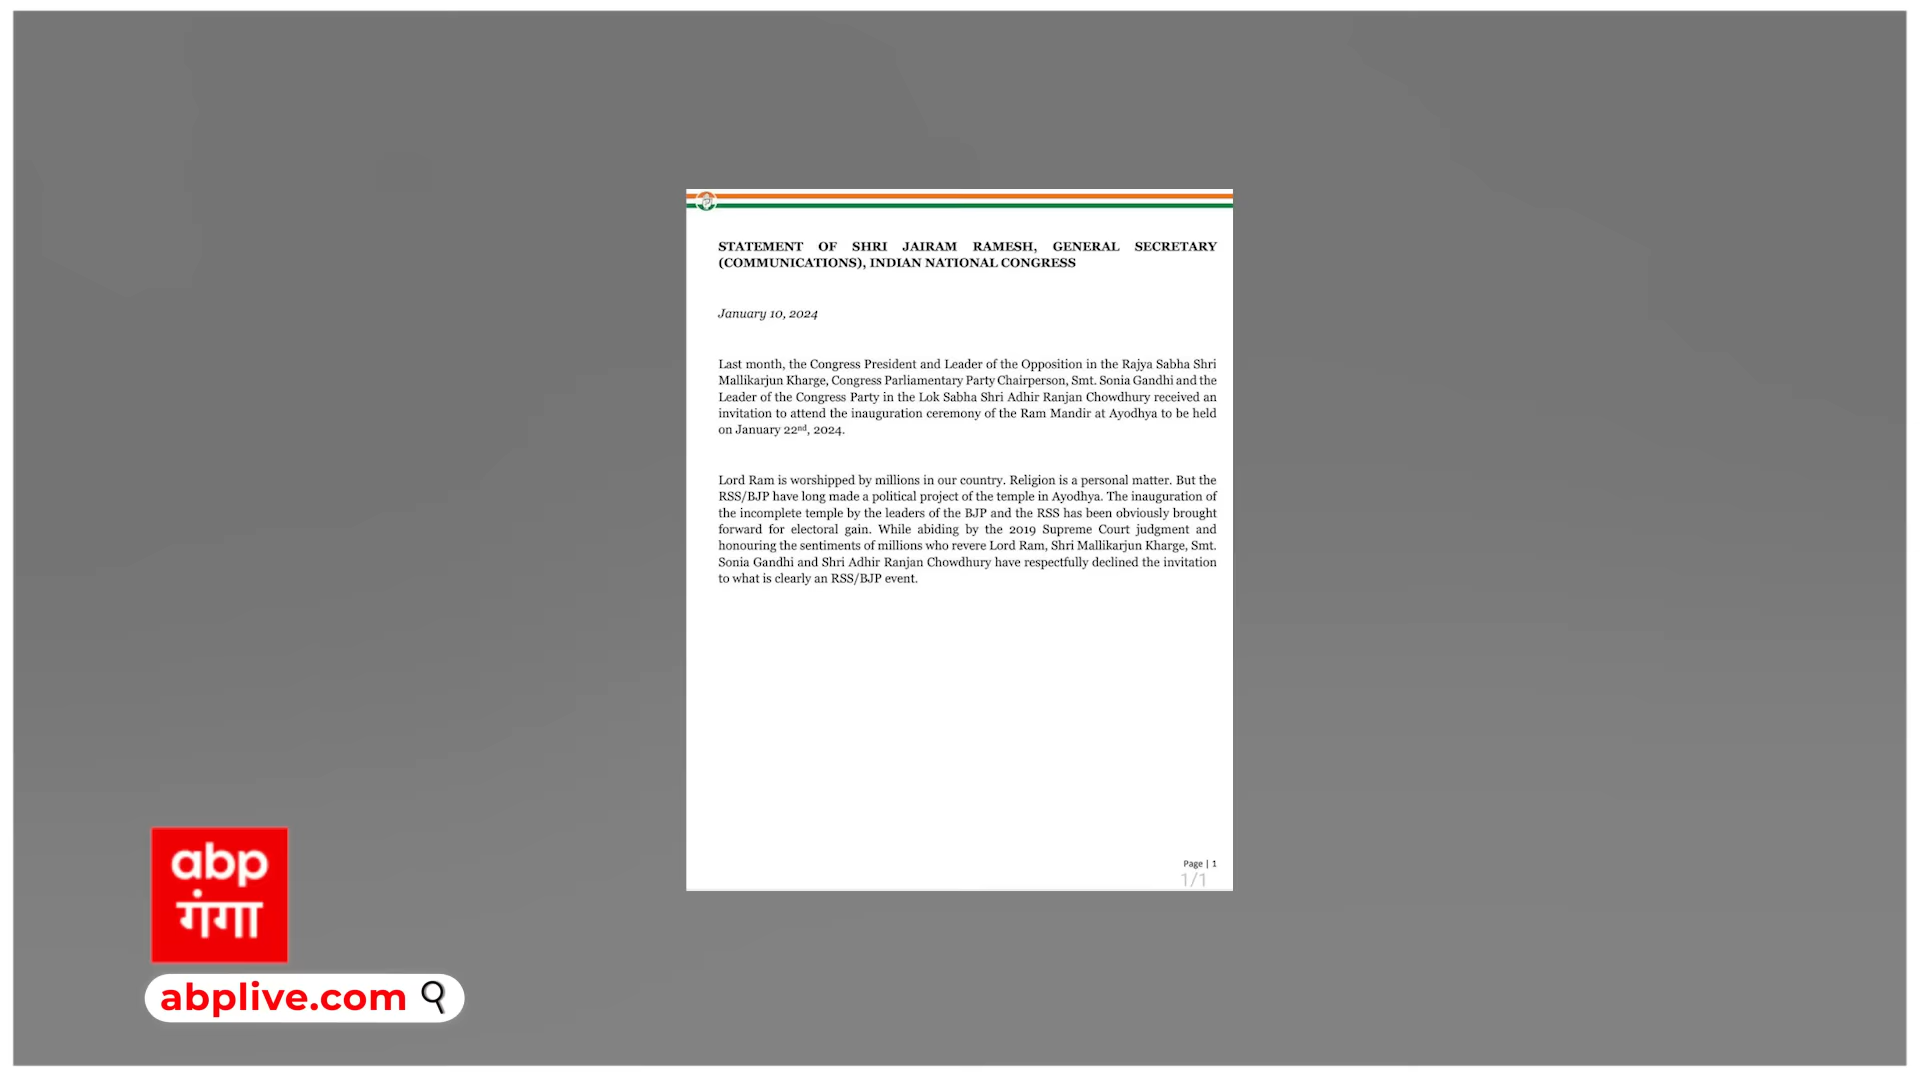 STATEMENT OF SHRI JAIRAM RAMESH, GENERAL SECRETARY
(COMMUNICATIONS), INDIAN NATIONAL CONGRESS
January 10, 2024
Last month, the Congress President and Leader of the Opposition in the Rajya Sabha Shri
Mallikarjun Kharge, Congress Parliamentary Party Chairperson, Smt. Sonia Gandhi and the
Leader of the Congress Party in the Lok Sabha Shri Adhir Ranjan Chowdhury received an
invitation to attend the inauguration ceremony of the Ram Mandir at Ayodhya to be held
on January 22nd, 2024.
Lord Ram is worshipped by millions in our country. Religion is a personal matter. But the
RSS/BJP have long made a political project of the temple in Ayodhya. The inauguration of
the incomplete temple by the leaders of the BJP and the RSS has been obviously brought
forward for electoral gain. While abiding by the 2019 Supreme Court judgment and
honouring the sentiments of millions who revere Lord Ram, Shri Mallikarjun Kharge, Smt.
Sonia Gandhi and Shri Adhir Ranjan Chowdhury have respectfully declined the invitation
to what is clearly an RSS/BJP event.
Page | 1
1/1
abp
गंगा
abplive.com